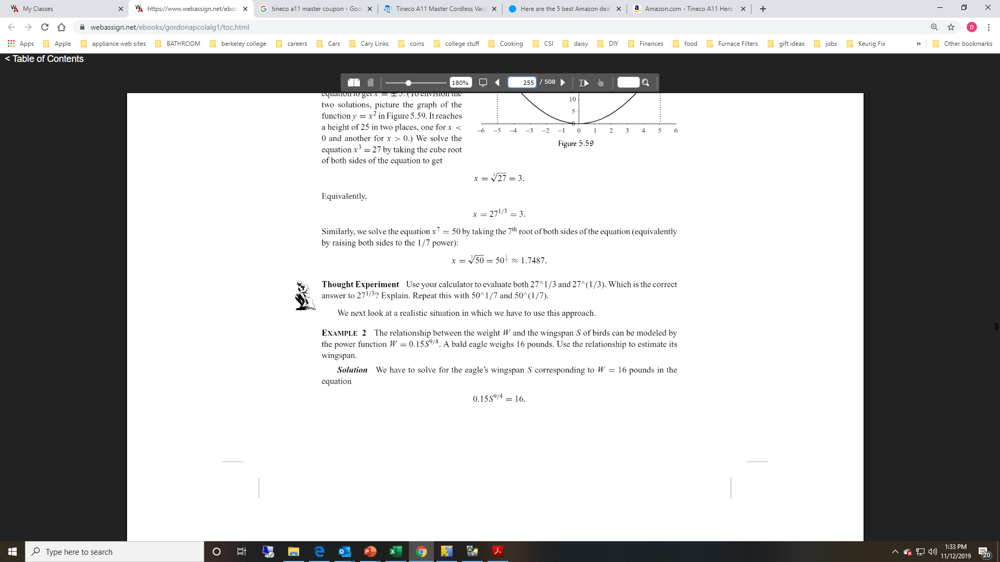 My Classes
https://www.webassign.net/eboo
tineco a11 master coupon - Goog
Tineco A11 Master Cordless Vacu
Here are the 5 best Amazon deal
Amazon.com - Tineco A11 Hero
webassign.net/ebooks/gordonapcolalg1/toc.html
D
Apps Apple appliance web sites BATHROOM berkeley college careers Cars Cary Links coins college stuff Cooking CSI daisy DIY Finances food Furnace Filters gift ideas jobs Keurig Fix » Other bookmarks
< Table of Contents
180% 255 / 508
equation to get x = ±5. (To envision the
two solutions, picture the graph of the
function y = x² in Figure 5.59. It reaches
a height of 25 in two places, one for x <
0 and another for x > 0.) We solve the
equation x³ = 27 by taking the cube root
of both sides of the equation to get
10
5
0
−6 −5 −4 −3 −2 −1 0 1 2 3 4 5 6
Figure 5.59
x = ∛27 = 3.
Equivalently,
x = 27^1/3 = 3.
Similarly, we solve the equation x⁷ = 50 by taking the 7th root of both sides of the equation (equivalently
by raising both sides to the 1/7 power):
x = ⁷√50 = 50^1/7 ≈ 1.7487.
Thought Experiment Use your calculator to evaluate both 27^1/3 and 27^(1/3). Which is the correct
answer to 27^1/3? Explain. Repeat this with 50^1/7 and 50^(1/7).
We next look at a realistic situation in which we have to use this approach.
EXAMPLE 2 The relationship between the weight W and the wingspan S of birds can be modeled by
the power function W = 0.15S^9/4. A bald eagle weighs 16 pounds. Use the relationship to estimate its
wingspan.
Solution We have to solve for the eagle's wingspan S corresponding to W = 16 pounds in the
equation
0.15S^9/4 = 16.
Type here to search
1:33 PM
11/12/2019
20